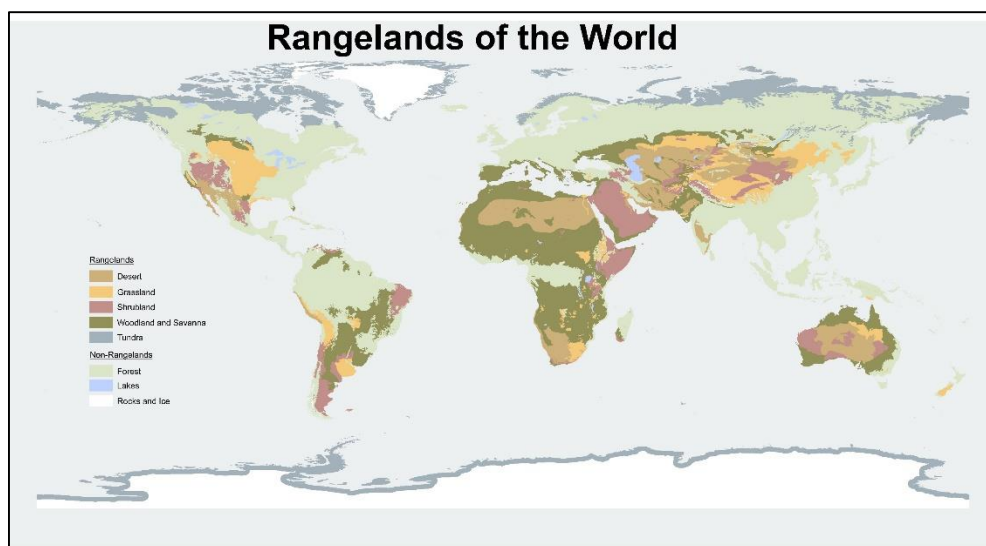 Rangelands of the World
Rangelands
Desert
Grassland
Shrubland
Woodland and Savanna
Tundra
Non-Rangelands
Forest
Lakes
Rocks and Ice